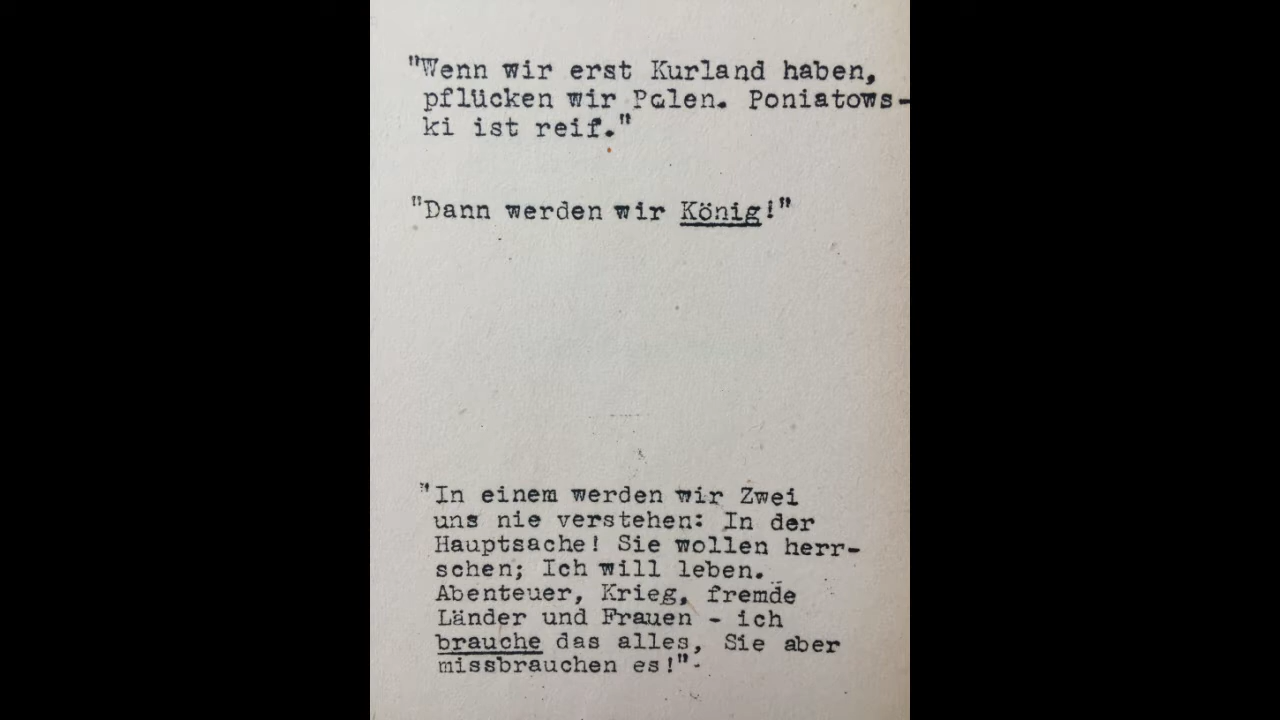 "Wenn wir erst Kurland haben,
pflücken wir Polen. Poniatows-
ki ist reif."
"Dann werden wir König!"
"In einem werden wir Zwei
uns nie verstehen: In der
Hauptsache! Sie wollen herr-
schen; Ich will leben.
Abenteuer, Krieg, fremde
Länder und Frauen - ich
brauche das alles, Sie aber
missbrauchen es!"-